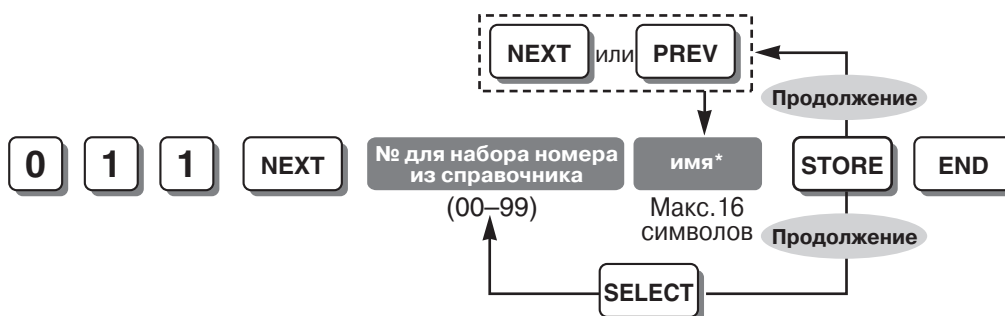 NEXT или PREV
Продолжение
0 1 1 NEXT № для набора номера из справочника имя* STORE END
(00–99) Макс.16 символов
Продолжение
SELECT